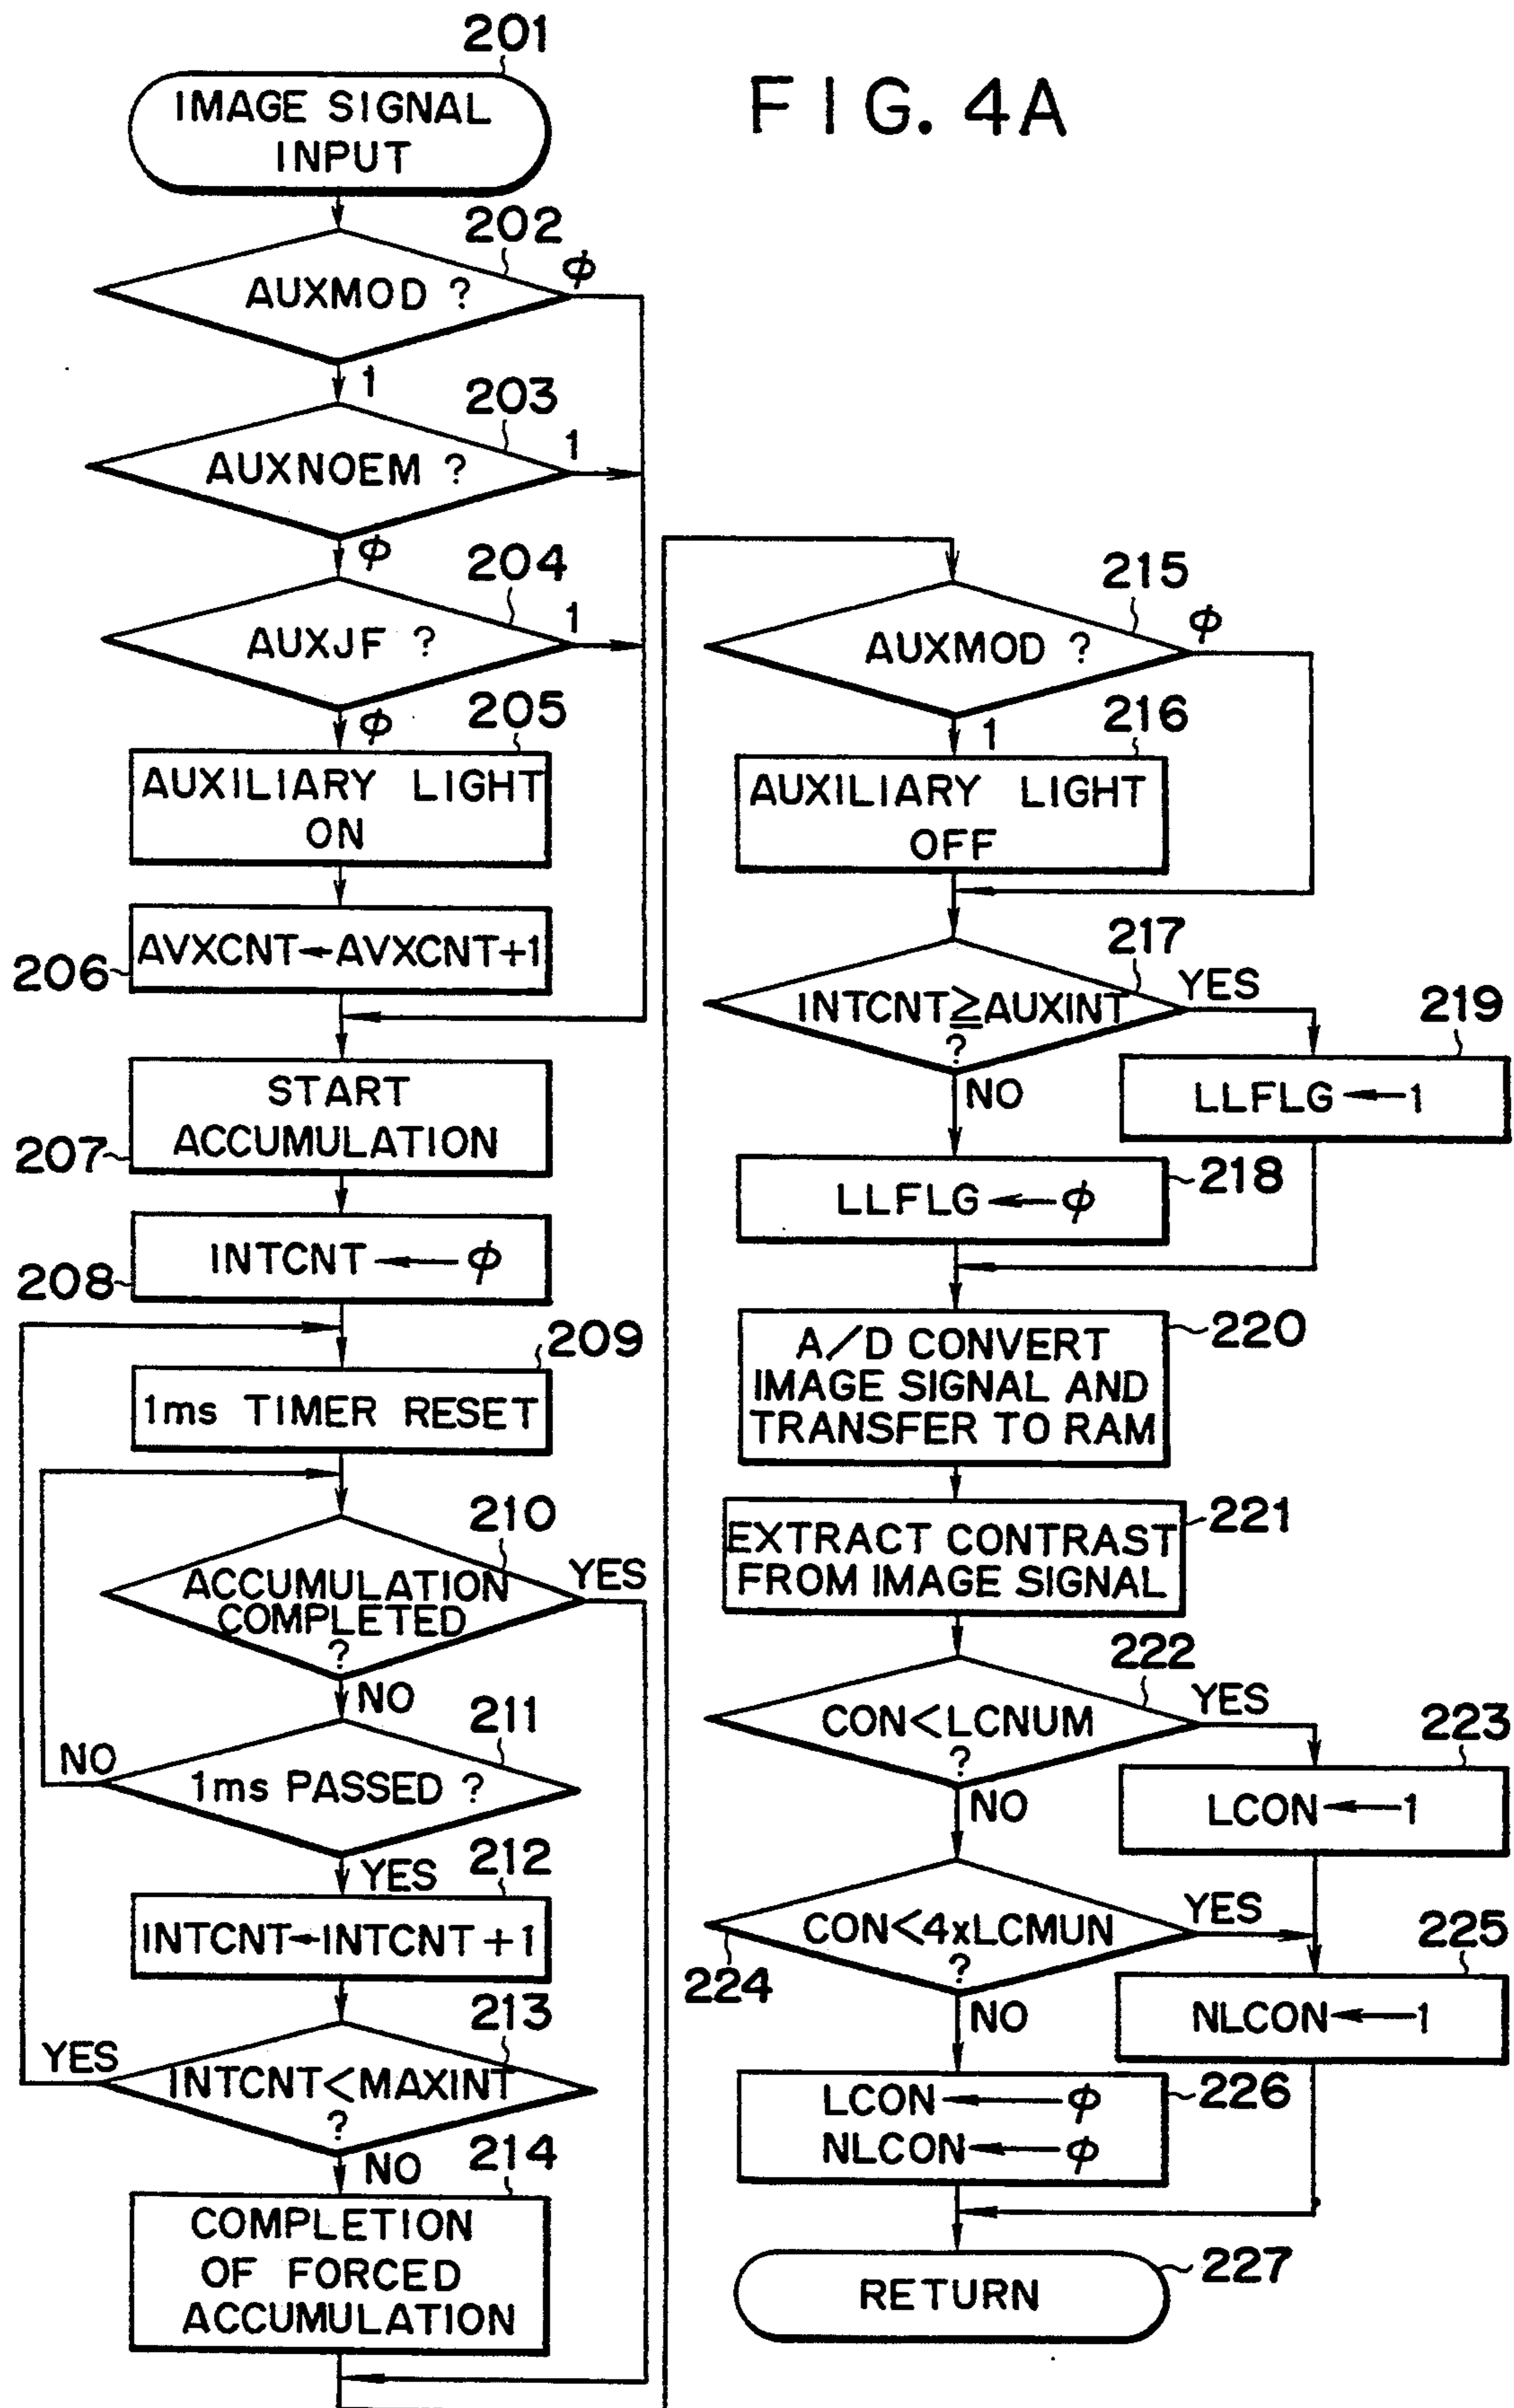 FIG. 4A
201
IMAGE SIGNAL
INPUT
202
AUXMOD ?
ϕ
1
203
AUXNOEM ?
1
ϕ
204
AUXJF ?
1
ϕ
205
AUXILIARY LIGHT
ON
206
AVXCNT←AVXCNT+1
207
START
ACCUMULATION
208
INTCNT ← ϕ
209
1ms TIMER RESET
210
ACCUMULATION
COMPLETED
?
YES
NO
211
1ms PASSED ?
NO
YES
212
INTCNT←INTCNT +1
213
INTCNT<MAXINT
?
YES
NO
214
COMPLETION
OF FORCED
ACCUMULATION
215
AUXMOD ?
ϕ
1
216
AUXILIARY LIGHT
OFF
217
INTCNT≧AUXINT
?
YES
NO
219
LLFLG ← 1
218
LLFLG ← ϕ
220
A/D CONVERT
IMAGE SIGNAL AND
TRANSFER TO RAM
221
EXTRACT CONTRAST
FROM IMAGE SIGNAL
222
CON<LCNUM
?
YES
NO
223
LCON ← 1
224
CON<4xLCMUN
?
YES
NO
225
NLCON ← 1
226
LCON ← ϕ
NLCON ← ϕ
227
RETURN